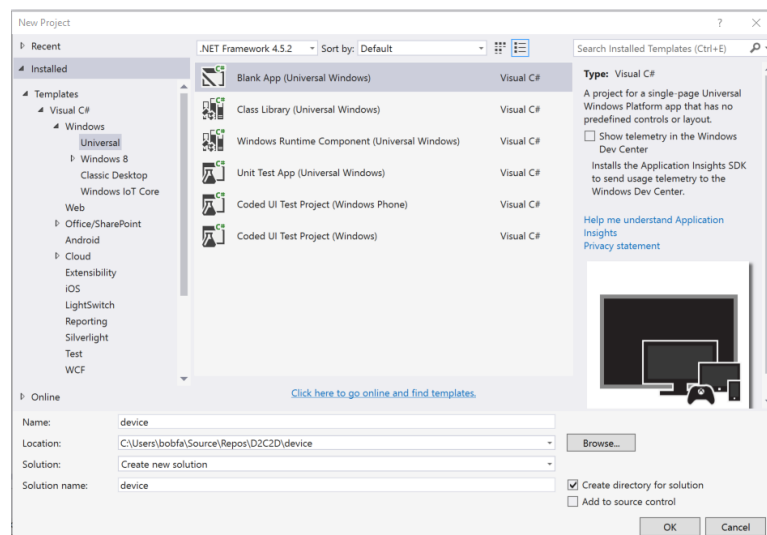 New Project
?
Recent
.NET Framework 4.5.2
Sort by: Default
Search Installed Templates (Ctrl+E)
Installed
Templates
Visual C#
Windows
Universal
Windows 8
Classic Desktop
Windows IoT Core
Web
Office/SharePoint
Android
Cloud
Extensibility
iOS
LightSwitch
Reporting
Silverlight
Test
WCF
Online
C# Blank App (Universal Windows) Visual C#
C# Class Library (Universal Windows) Visual C#
C# Windows Runtime Component (Universal Windows) Visual C#
C# Unit Test App (Universal Windows) Visual C#
C# Coded UI Test Project (Windows Phone) Visual C#
C# Coded UI Test Project (Windows) Visual C#
Click here to go online and find templates.
Type: Visual C#
A project for a single-page Universal
Windows Platform app that has no
predefined controls or layout.
Show telemetry in the Windows
Dev Center
Installs the Application Insights SDK
to send usage telemetry to the
Windows Dev Center.
Help me understand Application
Insights
Privacy statement
Name: device
Location: C:\Users\bobfa\Source\Repos\D2C2D\device
Browse...
Solution: Create new solution
Solution name: device
Create directory for solution
Add to source control
OK
Cancel